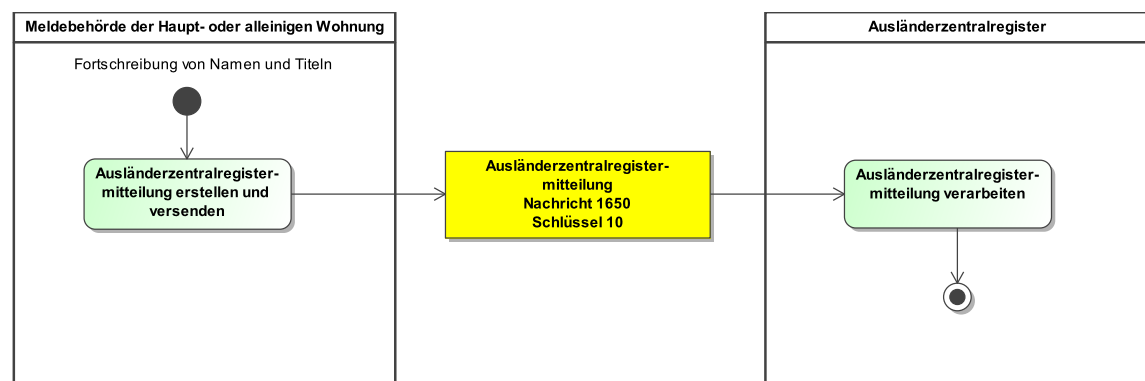 Meldebehörde der Haupt- oder alleinigen Wohnung
Ausländerzentralregister
Fortschreibung von Namen und Titeln
Ausländerzentralregister-
mitteilung erstellen und
versenden
Ausländerzentralregister-
mitteilung
Nachricht 1650
Schlüssel 10
Ausländerzentralregister-
mitteilung verarbeiten